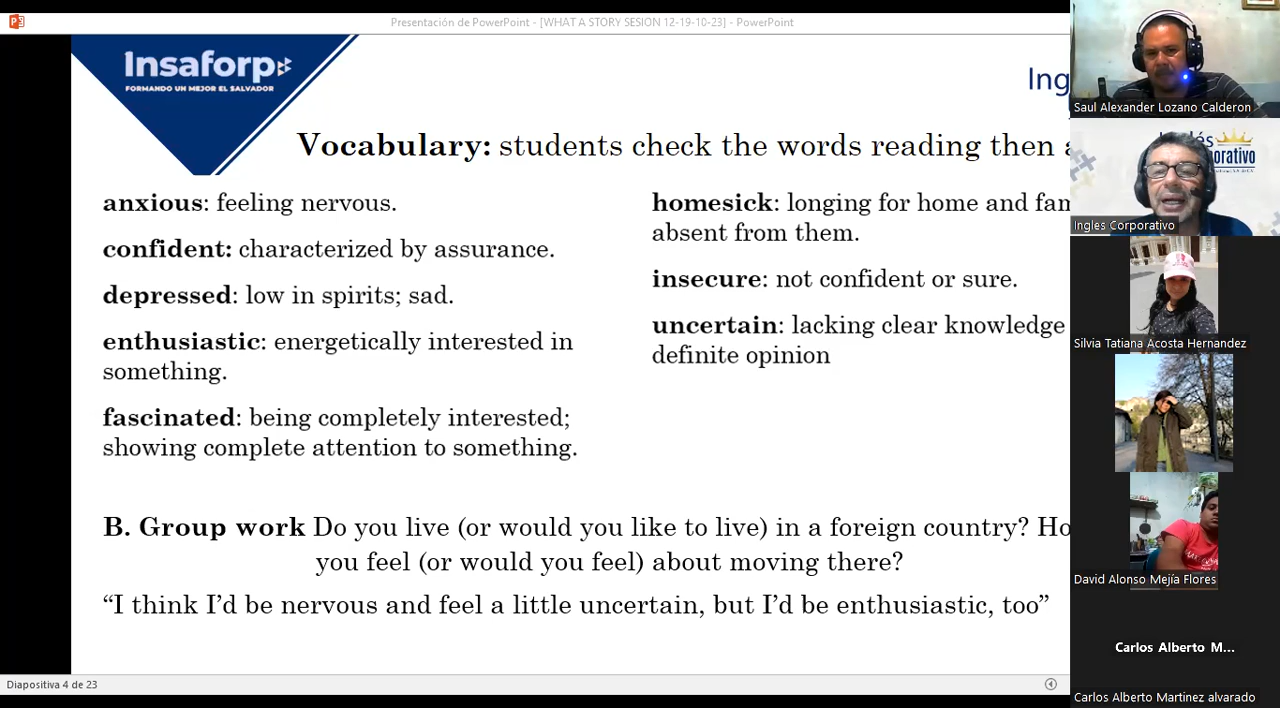 Presentación de PowerPoint - [WHAT A STORY SESION 12-19-10-23] - PowerPoint
Insaforp
FORMANDO UN MEJOR EL SALVADOR
Ing
Vocabulary: students check the words reading then a
anxious: feeling nervous.
confident: characterized by assurance.
depressed: low in spirits; sad.
enthusiastic: energetically interested in
something.
fascinated: being completely interested;
showing complete attention to something.
homesick: longing for home and fam
absent from them.
insecure: not confident or sure.
uncertain: lacking clear knowledge
definite opinion
B. Group work Do you live (or would you like to live) in a foreign country? Ho
you feel (or would you feel) about moving there?
“I think I’d be nervous and feel a little uncertain, but I’d be enthusiastic, too”
Diapositiva 4 de 23
Saul Alexander Lozano Calderon
Ingles Corporativo
Silvia Tatiana Acosta Hernandez
David Alonso Mejía Flores
Carlos Alberto M...
Carlos Alberto Martinez alvarado